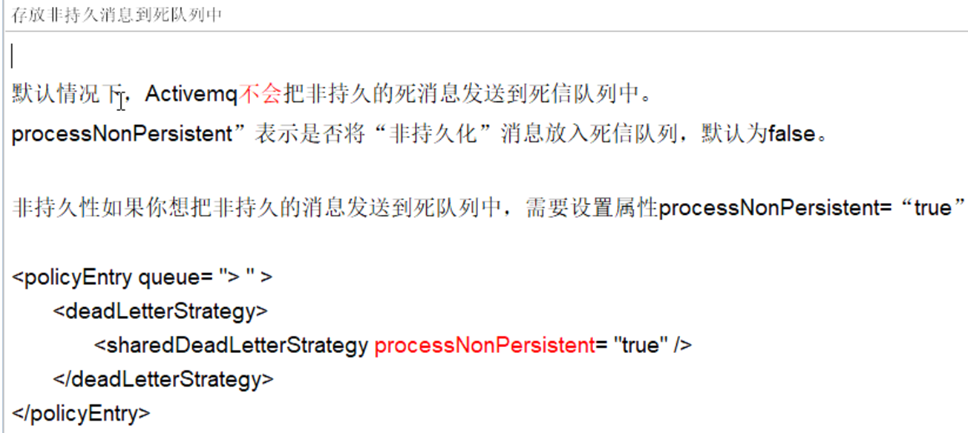 存放非持久消息到死队列中
默认情况下，Activemq不会把非持久的死消息发送到死信队列中。
processNonPersistent”表示是否将“非持久化”消息放入死信队列，默认为false。
非持久性如果你想把非持久的消息发送到死队列中，需要设置属性processNonPersistent=“true”
<policyEntry queue= "> " >
<deadLetterStrategy>
<sharedDeadLetterStrategy processNonPersistent= "true" />
</deadLetterStrategy>
</policyEntry>